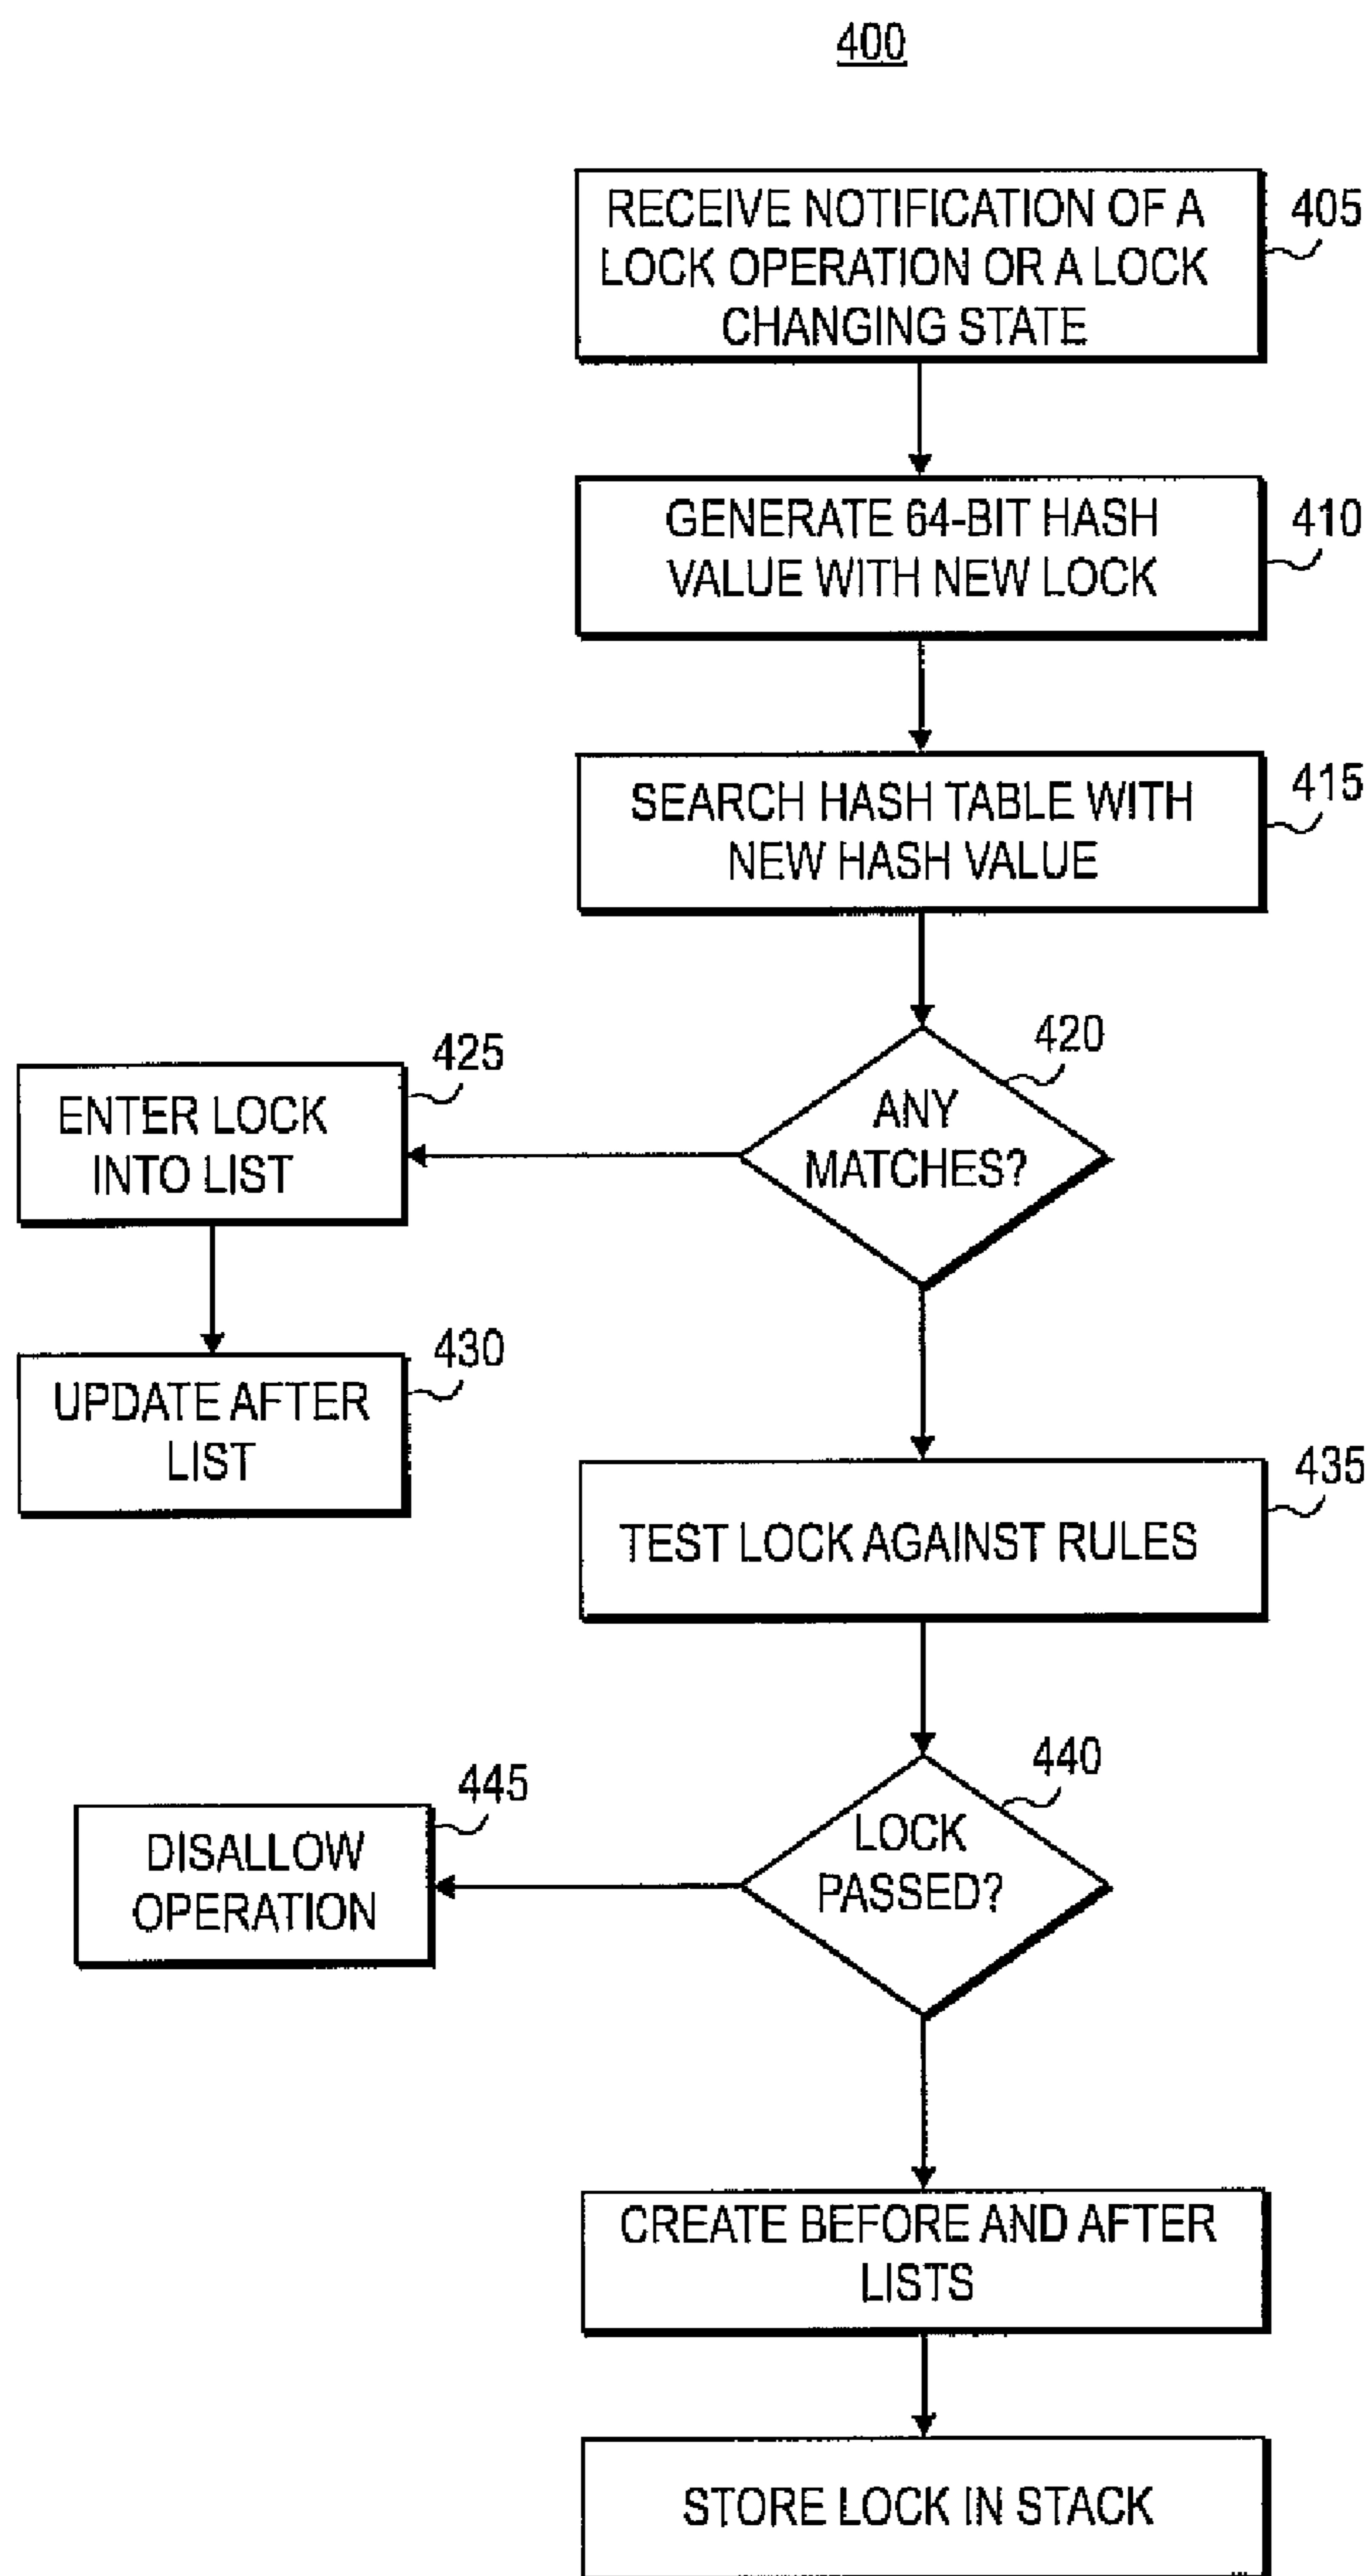 400
RECEIVE NOTIFICATION OF A
LOCK OPERATION OR A LOCK
CHANGING STATE
405
GENERATE 64-BIT HASH
VALUE WITH NEW LOCK
410
SEARCH HASH TABLE WITH
NEW HASH VALUE
415
ANY
MATCHES?
420
ENTER LOCK
INTO LIST
425
UPDATE AFTER
LIST
430
TEST LOCK AGAINST RULES
435
LOCK
PASSED?
440
DISALLOW
OPERATION
445
CREATE BEFORE AND AFTER
LISTS
STORE LOCK IN STACK